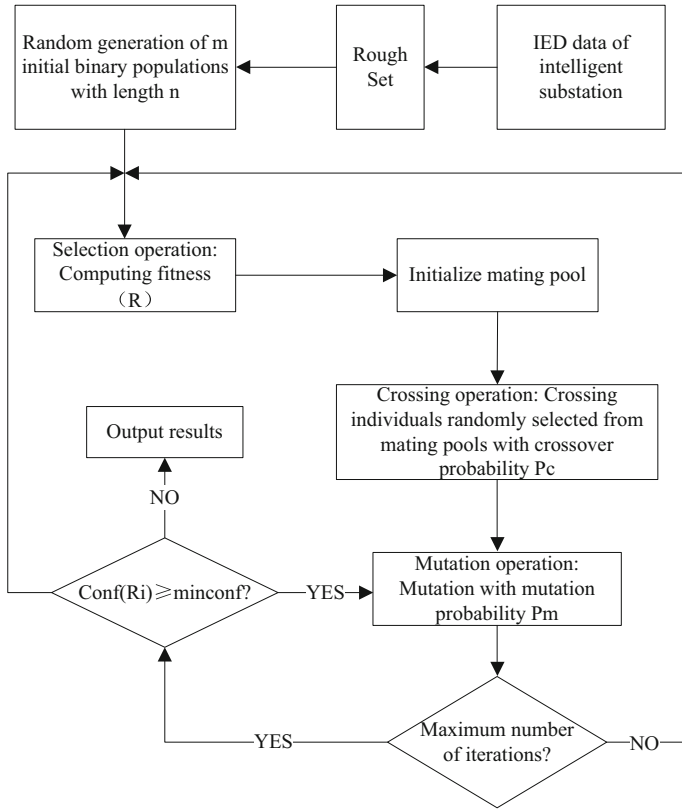 Random generation of m
initial binary populations
with length n
Rough
Set
IED data of
intelligent
substation
Selection operation:
Computing fitness
（R）
Initialize mating pool
Crossing operation: Crossing
individuals randomly selected from
mating pools with crossover
probability Pc
Output results
NO
Conf(Ri)≥minconf?
YES
Mutation operation:
Mutation with mutation
probability Pm
YES
Maximum number
of iterations?
NO